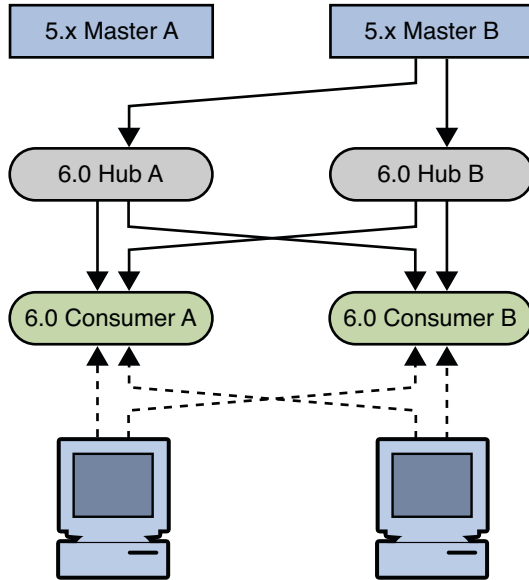 5.x Master A
5.x Master B
6.0 Hub A
6.0 Hub B
6.0 Consumer A
6.0 Consumer B